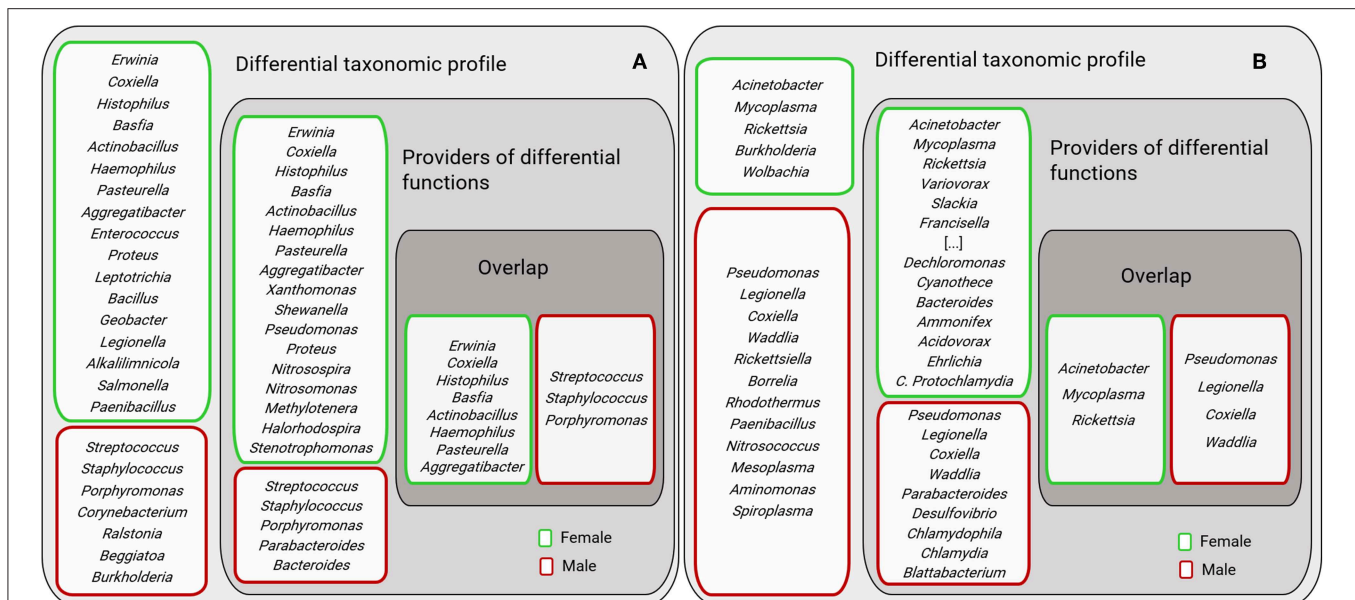 Differential taxonomic profile
A
Erwinia
Coxiella
Histophilus
Basfia
Actinobacillus
Haemophilus
Pasteurella
Aggregatibacter
Enterococcus
Proteus
Leptotrichia
Bacillus
Geobacter
Legionella
Alkalilimnicola
Salmonella
Paenibacillus
Streptococcus
Staphylococcus
Porphyromonas
Corynebacterium
Ralstonia
Beggiatoa
Burkholderia
Providers of differential
functions
Erwinia
Coxiella
Histophilus
Basfia
Actinobacillus
Haemophilus
Pasteurella
Aggregatibacter
Xanthomonas
Shewanella
Pseudomonas
Proteus
Nitrosospira
Nitrosomonas
Methylotenera
Halorhodospira
Stenotrophomonas
Streptococcus
Staphylococcus
Porphyromonas
Parabacteroides
Bacteroides
Overlap
Erwinia
Coxiella
Histophilus
Basfia
Actinobacillus
Haemophilus
Pasteurella
Aggregatibacter
Streptococcus
Staphylococcus
Porphyromonas
Female
Male
Differential taxonomic profile
B
Acinetobacter
Mycoplasma
Rickettsia
Burkholderia
Wolbachia
Pseudomonas
Legionella
Coxiella
Waddlia
Rickettsiella
Borrelia
Rhodothermus
Paenibacillus
Nitrosococcus
Mesoplasma
Aminomonas
Spiroplasma
Providers of differential
functions
Acinetobacter
Mycoplasma
Rickettsia
Variovorax
Slackia
Francisella
[...]
Dechloromonas
Cyanothece
Bacteroides
Ammonifex
Acidovorax
Ehrlichia
C. Protochlamydia
Pseudomonas
Legionella
Coxiella
Waddlia
Parabacteroides
Desulfovibrio
Chlamydophila
Chlamydia
Blattabacterium
Overlap
Acinetobacter
Mycoplasma
Rickettsia
Pseudomonas
Legionella
Coxiella
Waddlia
Female
Male